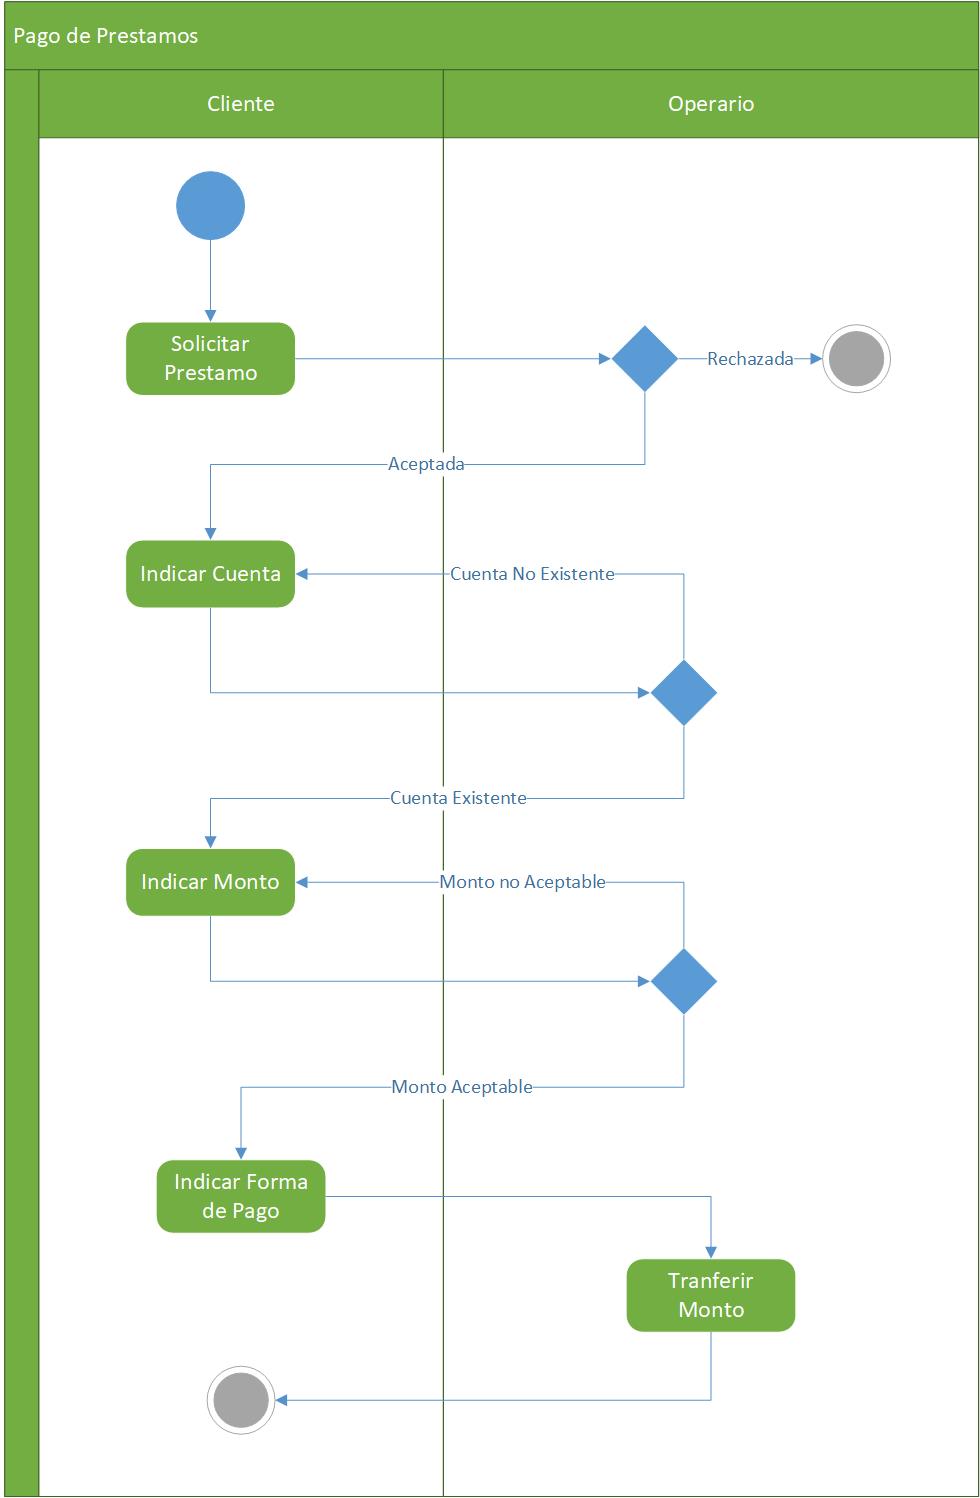 Pago de Prestamos
Cliente
Operario
Solicitar
Prestamo
Rechazada
Aceptada
Indicar Cuenta
Cuenta No Existente
Cuenta Existente
Indicar Monto
Monto no Aceptable
Monto Aceptable
Indicar Forma
de Pago
Tranferir
Monto